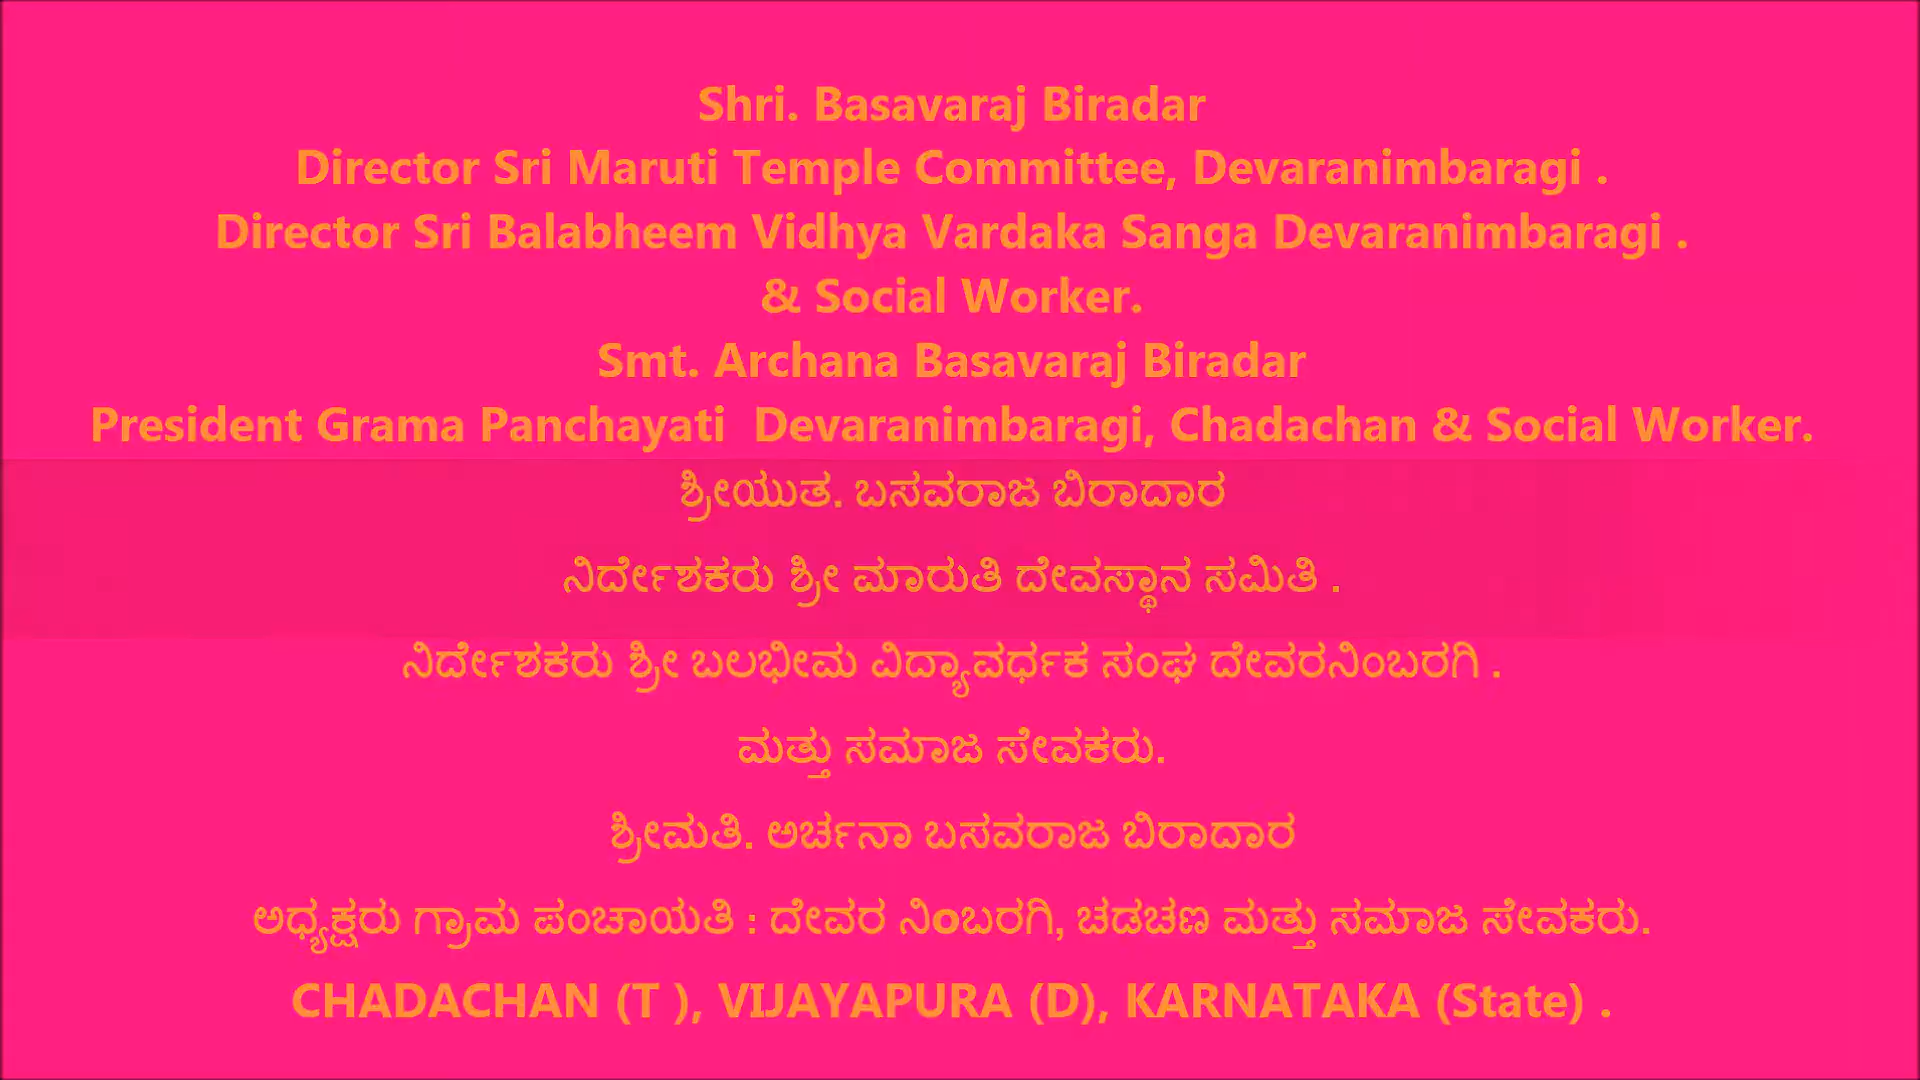 Shri. Basavaraj Biradar
Director Sri Maruti Temple Committee, Devaranimbaragi .
Director Sri Balabheem Vidhya Vardaka Sanga Devaranimbaragi .
& Social Worker.
Smt. Archana Basavaraj Biradar
President Grama Panchayati  Devaranimbaragi, Chadachan & Social Worker.
ಶ್ರೀಯುತ. ಬಸವರಾಜ ಬಿರಾದಾರ
ನಿರ್ದೇಶಕರು ಶ್ರೀ ಮಾರುತಿ ದೇವಸ್ಥಾನ ಸಮಿತಿ .
ನಿರ್ದೇಶಕರು ಶ್ರೀ ಬಲಭೀಮ ವಿದ್ಯಾವರ್ಧಕ ಸಂಘ ದೇವರನಿಂಬರಗಿ .
ಮತ್ತು ಸಮಾಜ ಸೇವಕರು.
ಶ್ರೀಮತಿ. ಅರ್ಚನಾ ಬಸವರಾಜ ಬಿರಾದಾರ
ಅಧ್ಯಕ್ಷರು ಗ್ರಾಮ ಪಂಚಾಯತಿ : ದೇವರ ನಿಂಬರಗಿ, ಚಡಚಣ ಮತ್ತು ಸಮಾಜ ಸೇವಕರು.
CHADACHAN (T ), VIJAYAPURA (D), KARNATAKA (State) .